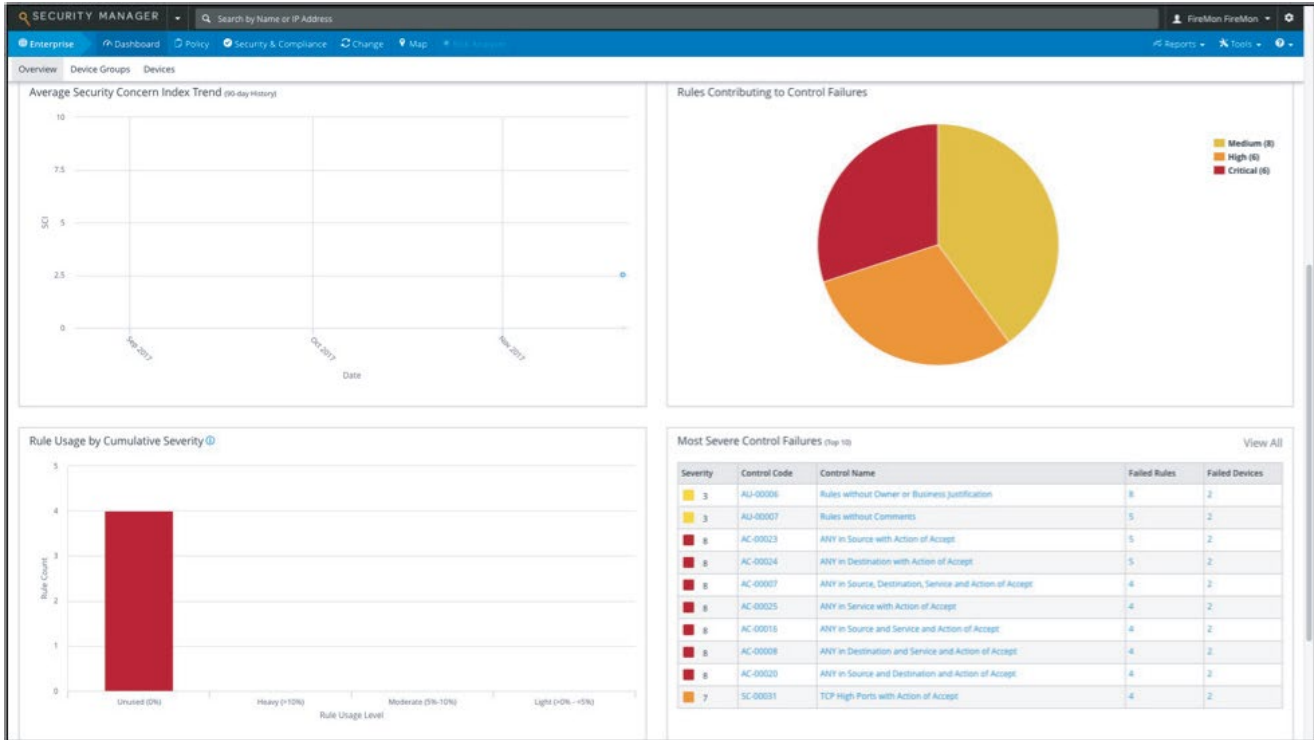 SECURITY MANAGER
Search by Name or IP Address
FireMon FireMon
Enterprise Dashboard Policy Security & Compliance Change Map
Reports Tools
Overview Device Groups Devices
Average Security Concern Index Trend (90-day History)
10
7.5
5
2.5
0
SCI
Sep 2017
Oct 2017
Nov 2017
Date
Rules Contributing to Control Failures
Medium (8)
High (6)
Critical (6)
Rule Usage by Cumulative Severity
5
4
3
2
1
0
Rule Count
Unused (0%) Heavy (>10%) Moderate (5%-10%) Light (>0% - <5%)
Rule Usage Level
Most Severe Control Failures (Top 10) View All
Severity Control Code Control Name Failed Rules Failed Devices
3 AU-00006 Rules without Owner or Business Justification 8 2
3 AU-00007 Rules without Comments 5 2
8 AC-00023 ANY in Source with Action of Accept 5 2
8 AC-00024 ANY in Destination with Action of Accept 5 2
8 AC-00007 ANY in Source, Destination, Service and Action of Accept 4 2
8 AC-00025 ANY in Service with Action of Accept 4 2
8 AC-00016 ANY in Source and Service and Action of Accept 4 2
8 AC-00008 ANY in Destination and Service and Action of Accept 4 2
8 AC-00020 ANY in Source and Destination and Action of Accept 4 2
7 SC-00031 TCP High Ports with Action of Accept 4 2